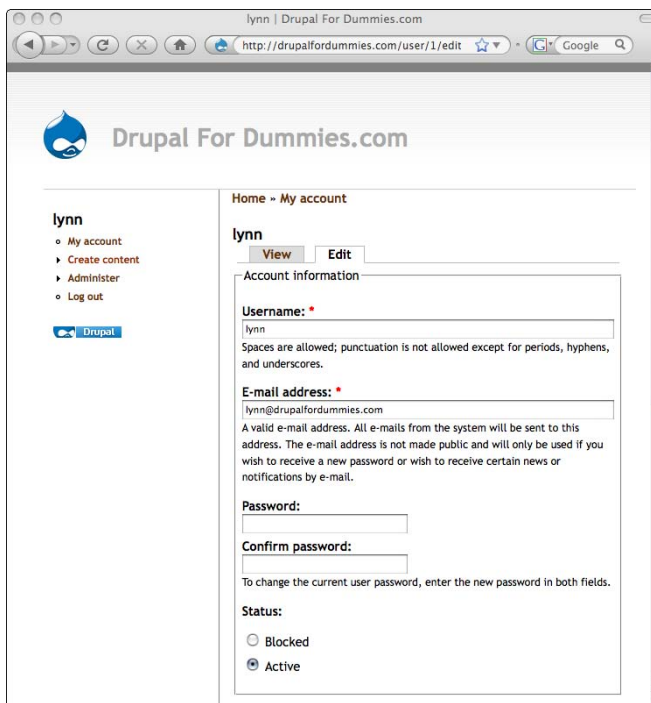 lynn | Drupal For Dummies.com
http://drupalfordummies.com/user/1/edit
Google
Drupal For Dummies.com
lynn
My account
Create content
Administer
Log out
Drupal
Home » My account
lynn
View Edit
Account information
Username: *
lynn
Spaces are allowed; punctuation is not allowed except for periods, hyphens,
and underscores.
E-mail address: *
lynn@drupalfordummies.com
A valid e-mail address. All e-mails from the system will be sent to this
address. The e-mail address is not made public and will only be used if you
wish to receive a new password or wish to receive certain news or
notifications by e-mail.
Password:
Confirm password:
To change the current user password, enter the new password in both fields.
Status:
Blocked
Active